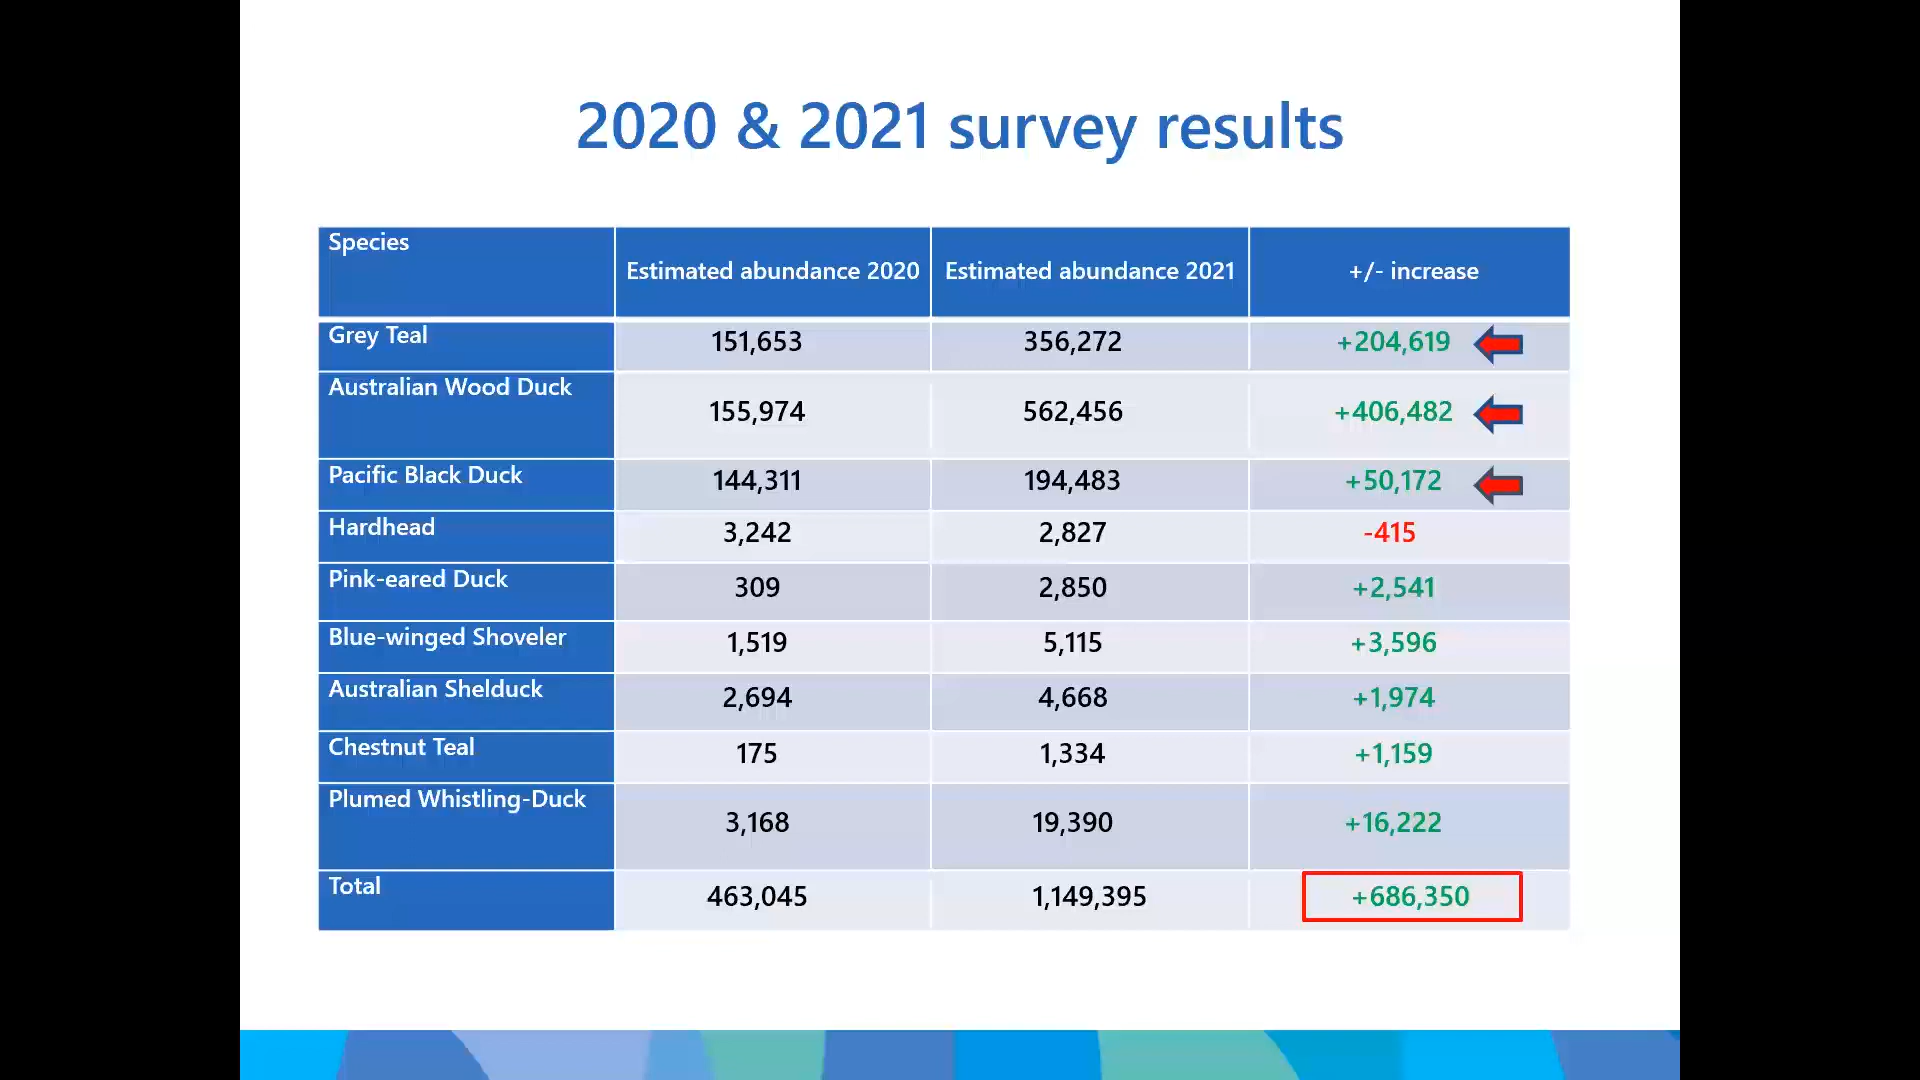 2020 & 2021 survey results
Species
Estimated abundance 2020 Estimated abundance 2021 +/- increase
Grey Teal 151,653 356,272 +204,619
Australian Wood Duck 155,974 562,456 +406,482
Pacific Black Duck 144,311 194,483 +50,172
Hardhead 3,242 2,827 -415
Pink-eared Duck 309 2,850 +2,541
Blue-winged Shoveler 1,519 5,115 +3,596
Australian Shelduck 2,694 4,668 +1,974
Chestnut Teal 175 1,334 +1,159
Plumed Whistling-Duck 3,168 19,390 +16,222
Total 463,045 1,149,395 +686,350